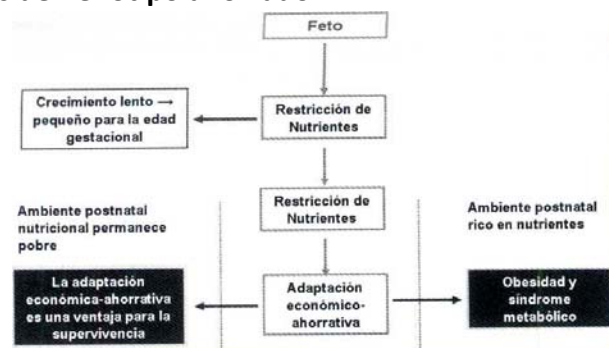 Feto
Crecimiento lento →
pequeño para la edad
gestacional
Restricción de
Nutrientes
Restricción de
Nutrientes
Ambiente postnatal
nutricional permanece
pobre
Ambiente postnatal
rico en nutrientes
La adaptación
económica-ahorrativa
es una ventaja para la
supervivencia
Adaptación
económico-
ahorrativa
Obesidad y
síndrome
metabólico